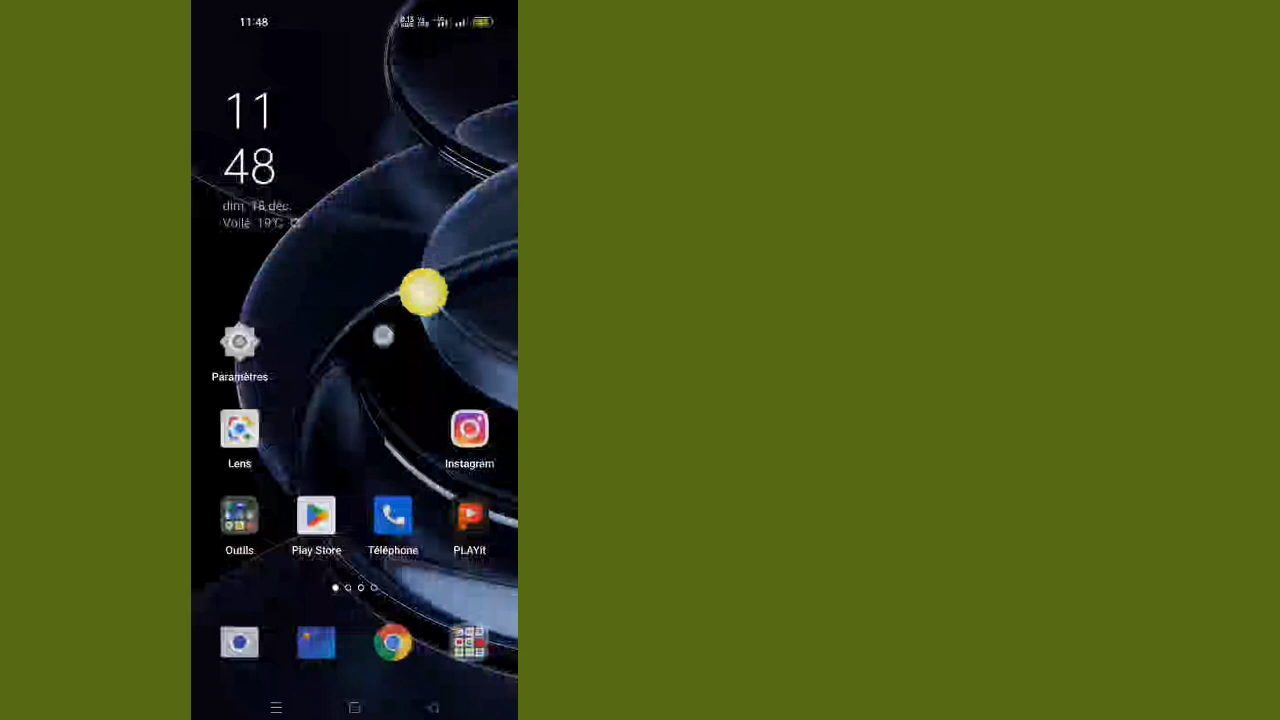 11:48
11
48
dim. 18 déc.
Voilé 19°C
Paramètres
Lens
Instagram
Outils
Play Store
Téléphone
PLAYit